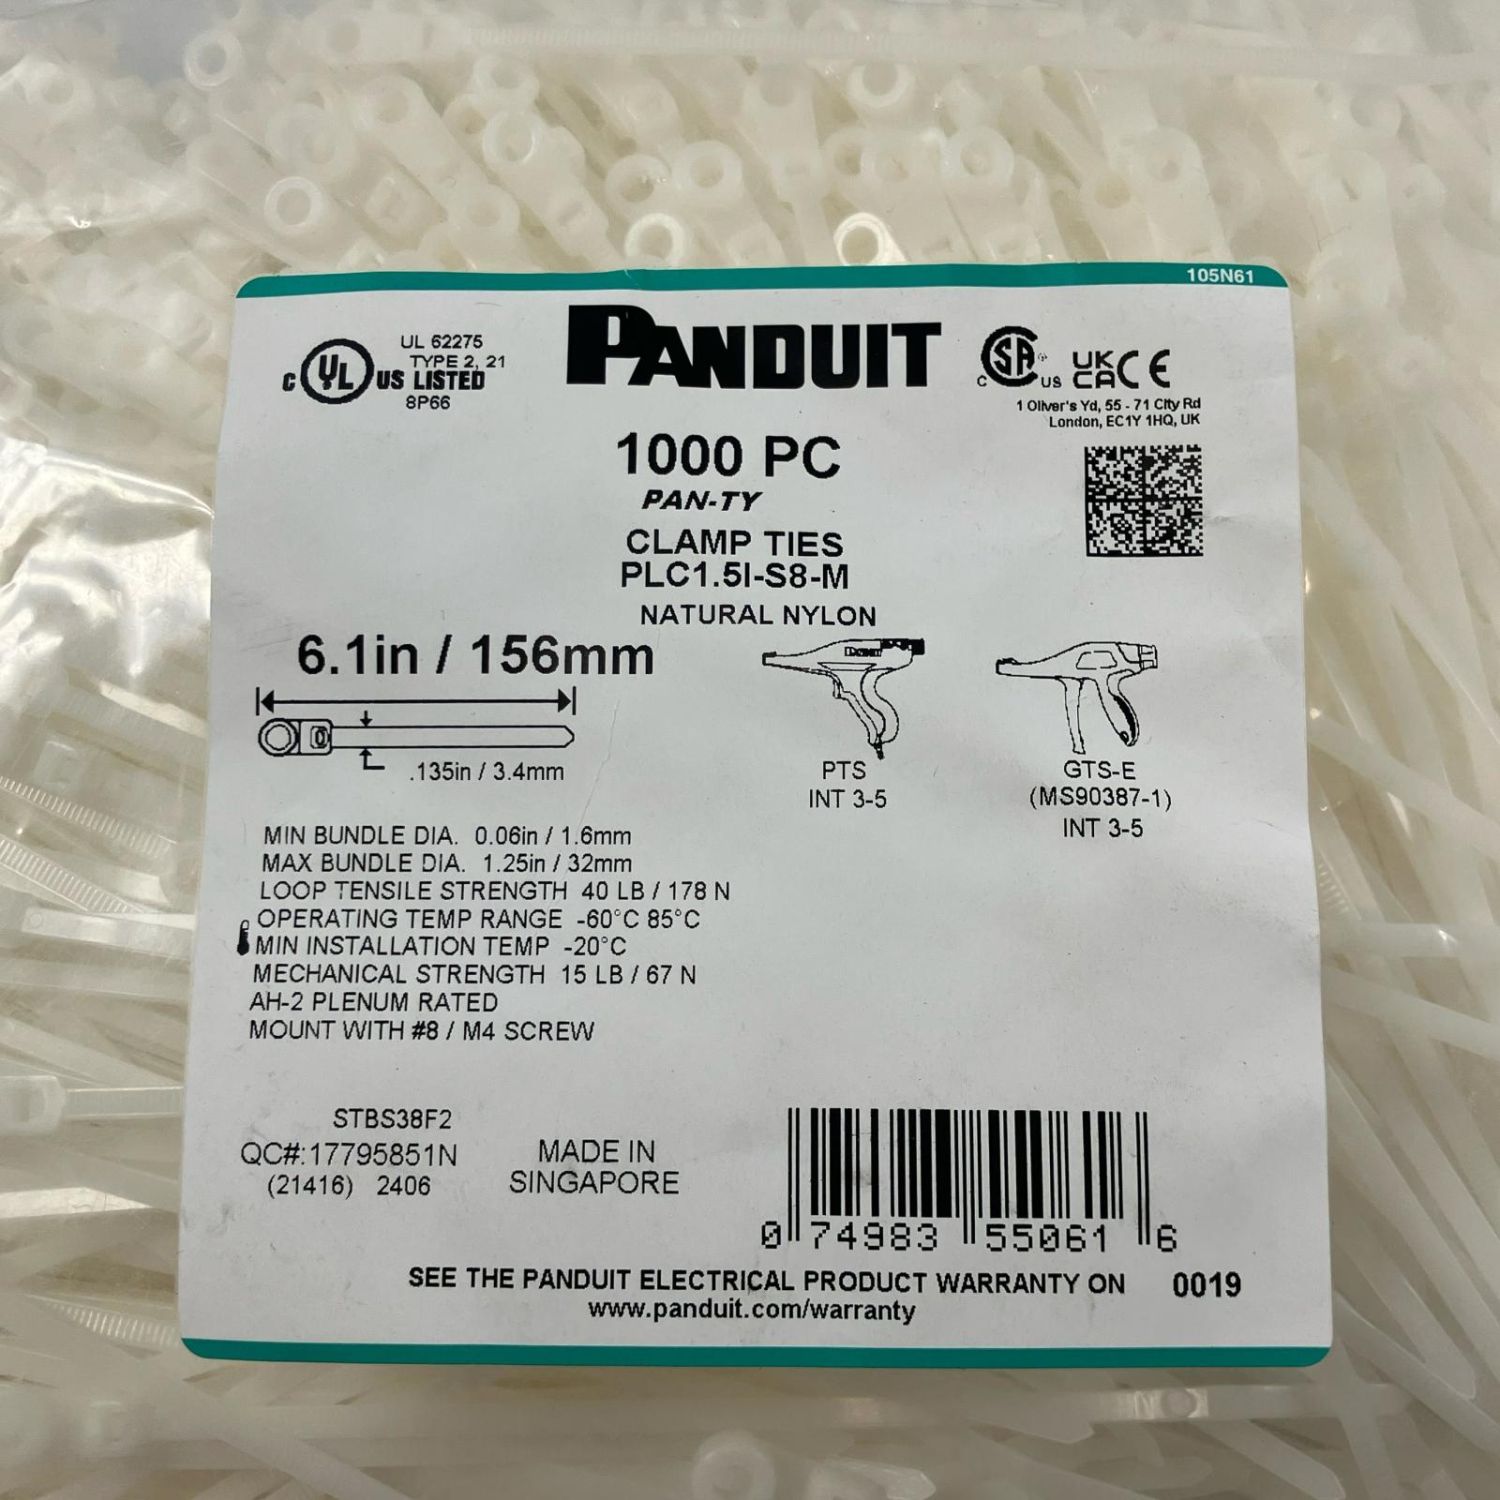 105N61
UL 62275
TYPE 2, 21
C UL US LISTED
8P66
PANDUIT
C SA US UK CA CE
1 Oliver's Yd, 55 - 71 City Rd
London, EC1Y 1HQ, UK
1000 PC
PAN-TY
CLAMP TIES
PLC1.5I-S8-M
NATURAL NYLON
6.1in / 156mm
.135in / 3.4mm
PANDUIT
PTS
INT 3-5
GTS-E
(MS90387-1)
INT 3-5
MIN BUNDLE DIA. 0.06in / 1.6mm
MAX BUNDLE DIA. 1.25in / 32mm
LOOP TENSILE STRENGTH 40 LB / 178 N
OPERATING TEMP RANGE -60°C 85°C
MIN INSTALLATION TEMP -20°C
MECHANICAL STRENGTH 15 LB / 67 N
AH-2 PLENUM RATED
MOUNT WITH #8 / M4 SCREW
STBS38F2
QC#:17795851N
(21416) 2406
MADE IN
SINGAPORE
0 74983 55061 6
SEE THE PANDUIT ELECTRICAL PRODUCT WARRANTY ON 0019
www.panduit.com/warranty